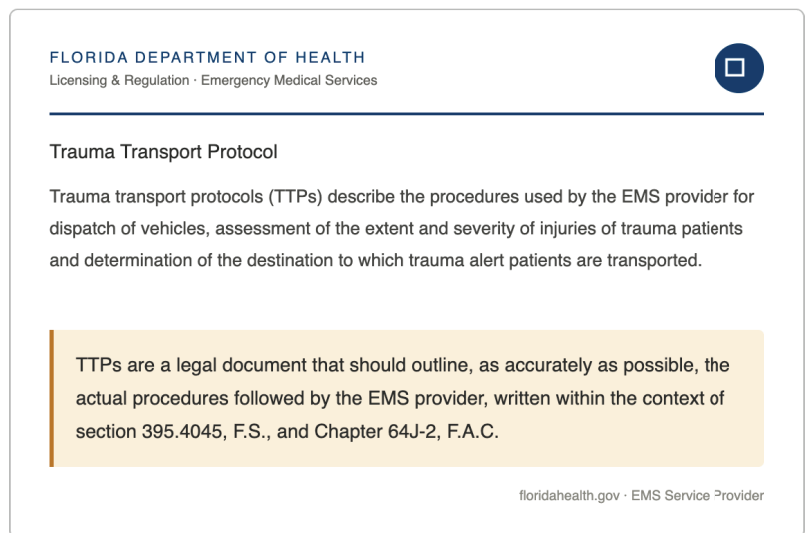 FLORIDA DEPARTMENT OF HEALTH
Licensing & Regulation · Emergency Medical Services
Trauma Transport Protocol
Trauma transport protocols (TTPs) describe the procedures used by the EMS provider for
dispatch of vehicles, assessment of the extent and severity of injuries of trauma patients
and determination of the destination to which trauma alert patients are transported.
TTPs are a legal document that should outline, as accurately as possible, the
actual procedures followed by the EMS provider, written within the context of
section 395.4045, F.S., and Chapter 64J-2, F.A.C.
floridahealth.gov · EMS Service Provider